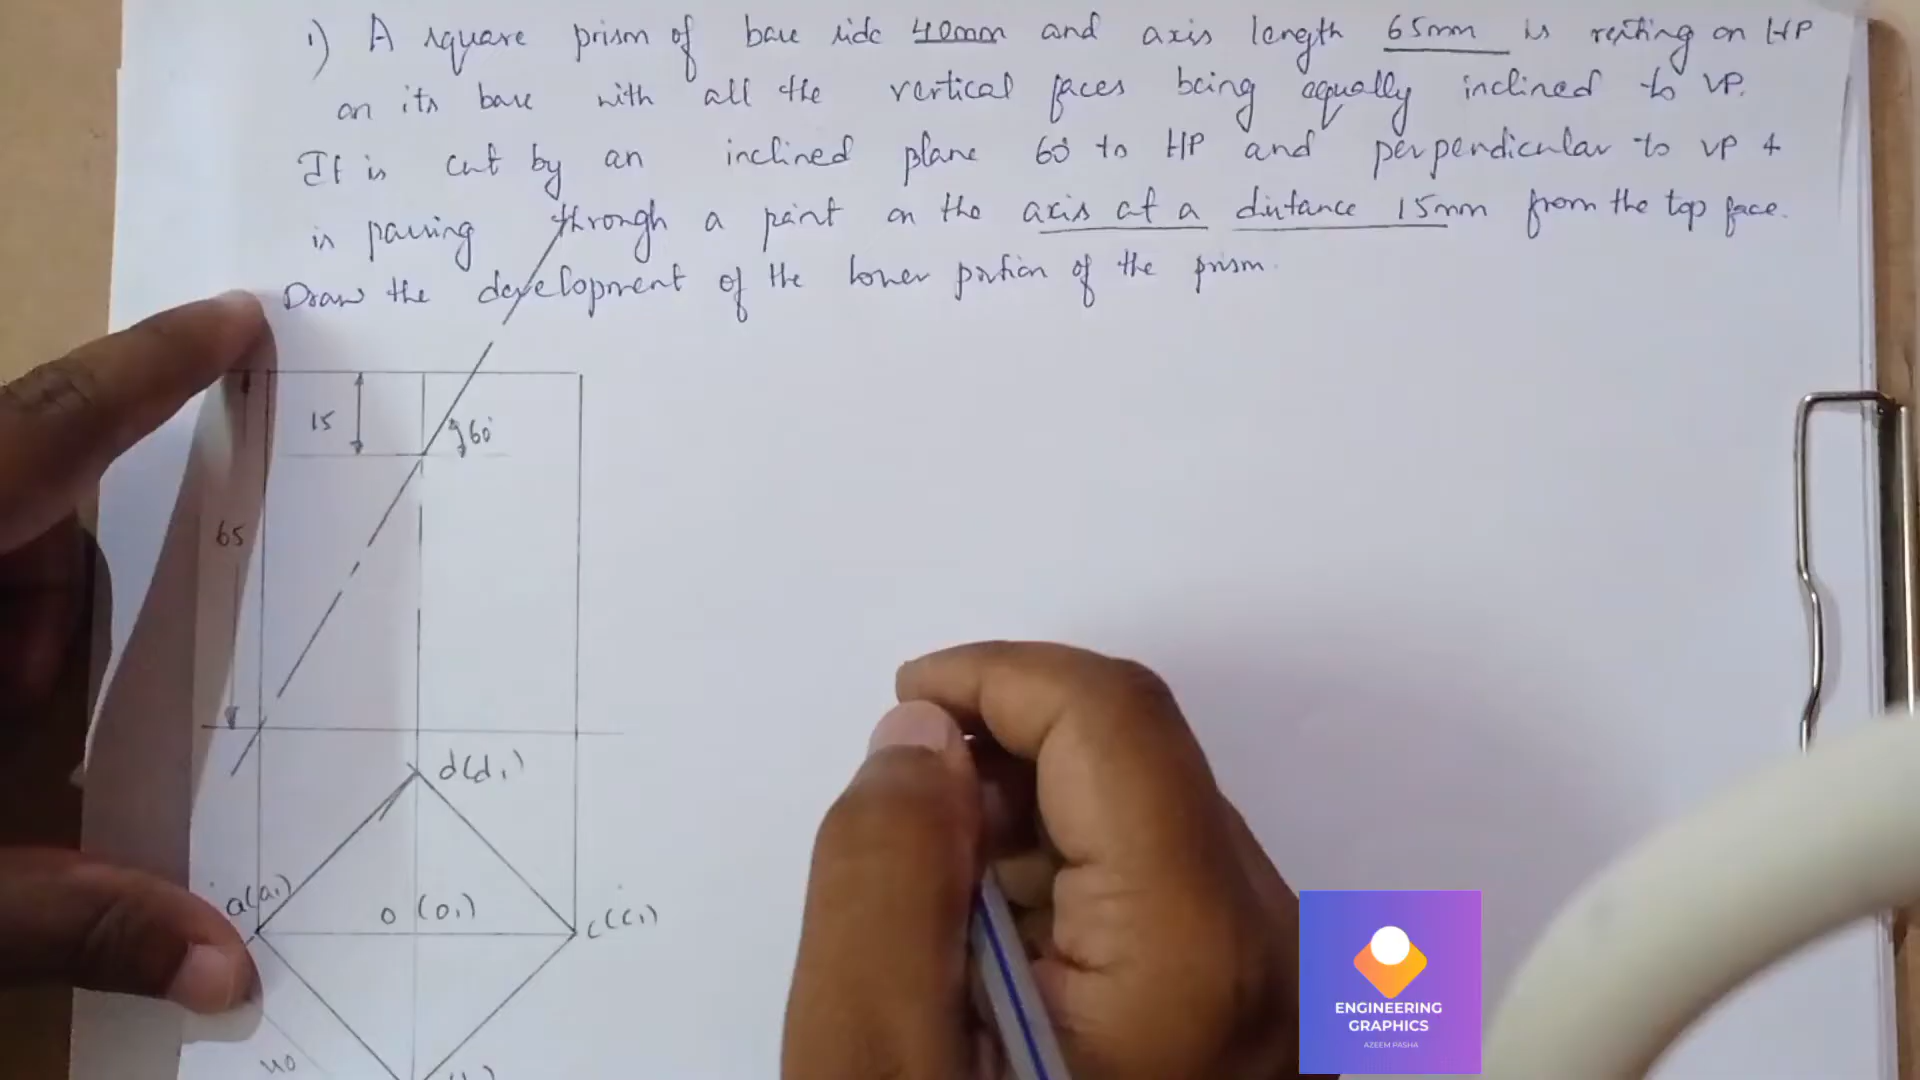 1) A square prism of base side 40mm and axis length 65mm is resting on HP
on its base with all the vertical faces being equally inclined to VP.
It is cut by an inclined plane 60° to HP and perpendicular to VP &
is passing through a point on the axis at a distance 15mm from the top face.
Draw the development of the lower portion of the prism.
15
60°
65
d(d₁)
a(a₁)
o (o₁)
c(c₁)
40
ENGINEERING
GRAPHICS
AZEEM PASHA